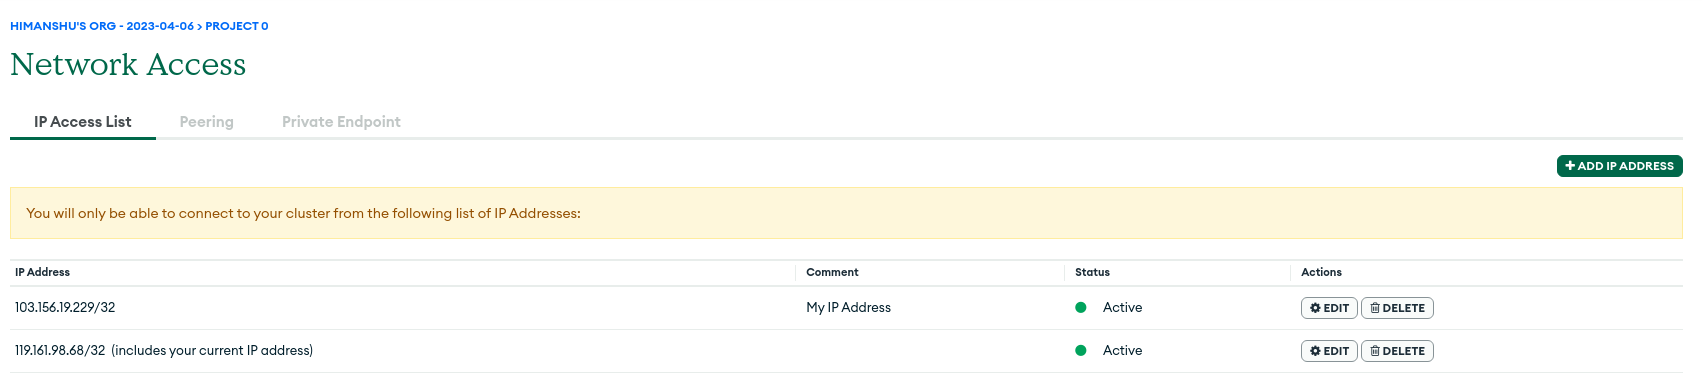 HIMANSHU'S ORG - 2023-04-06 > PROJECT 0
Network Access
IP Access List Peering Private Endpoint
+ ADD IP ADDRESS
You will only be able to connect to your cluster from the following list of IP Addresses:
IP Address Comment Status Actions
103.156.19.229/32 My IP Address Active EDIT DELETE
119.161.98.68/32 (includes your current IP address) Active EDIT DELETE